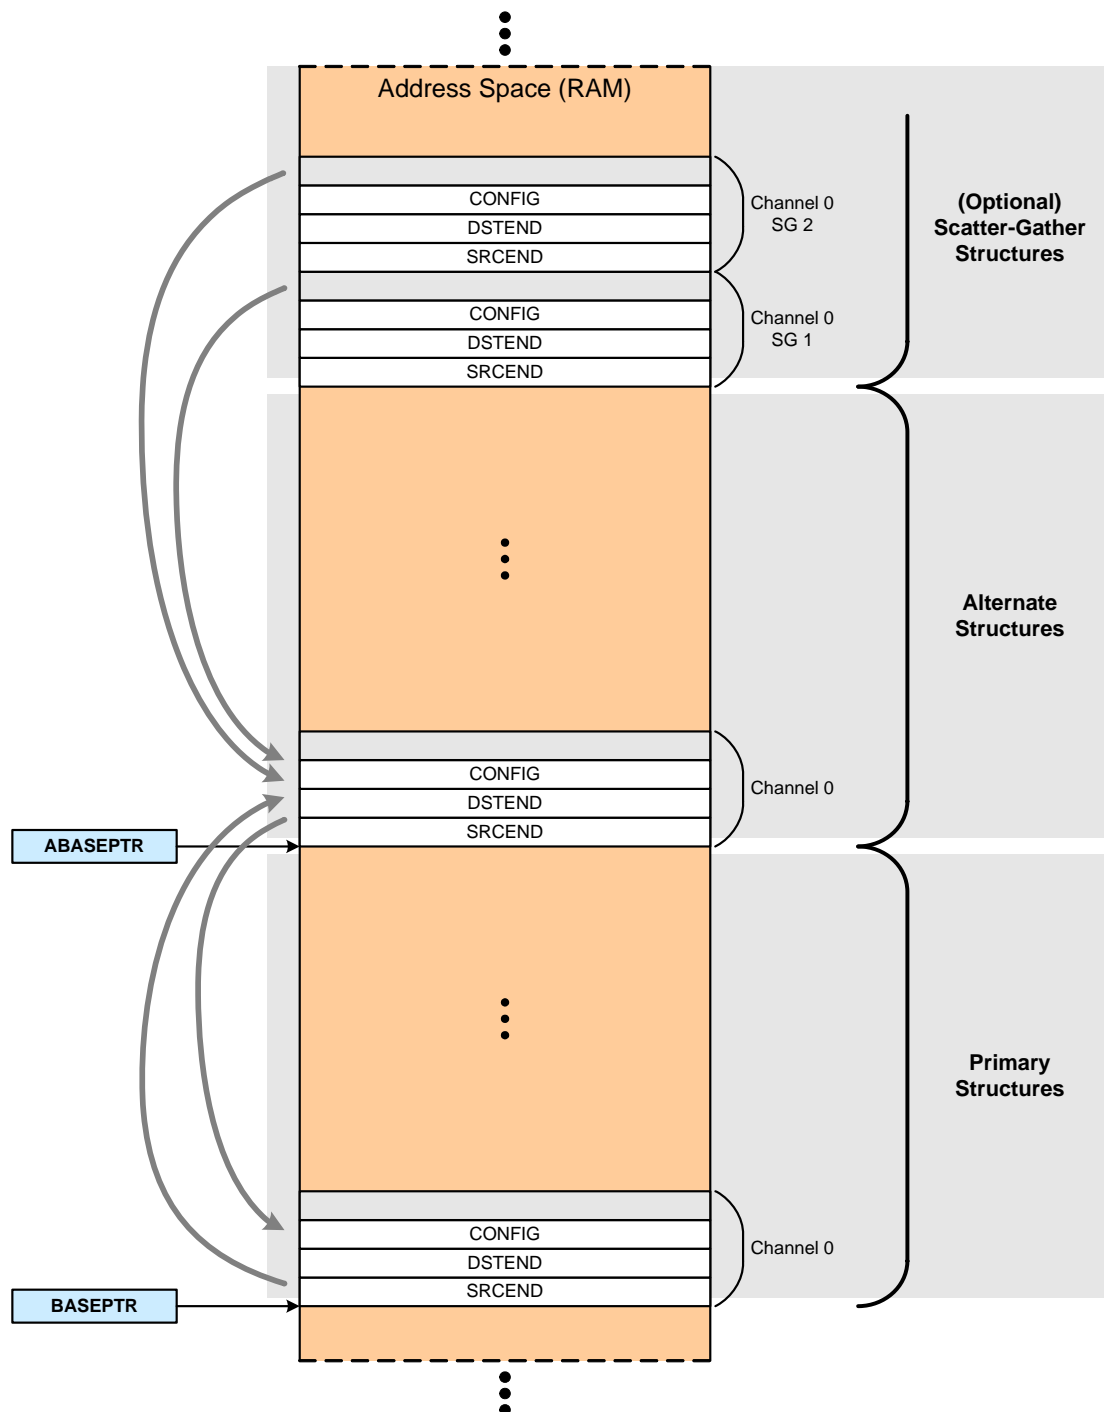 Address Space (RAM)
CONFIG
DSTEND
SRCEND
Channel 0
SG 2
CONFIG
DSTEND
SRCEND
Channel 0
SG 1
(Optional)
Scatter-Gather
Structures
Alternate
Structures
CONFIG
DSTEND
SRCEND
Channel 0
ABASEPTR
Primary
Structures
CONFIG
DSTEND
SRCEND
Channel 0
BASEPTR